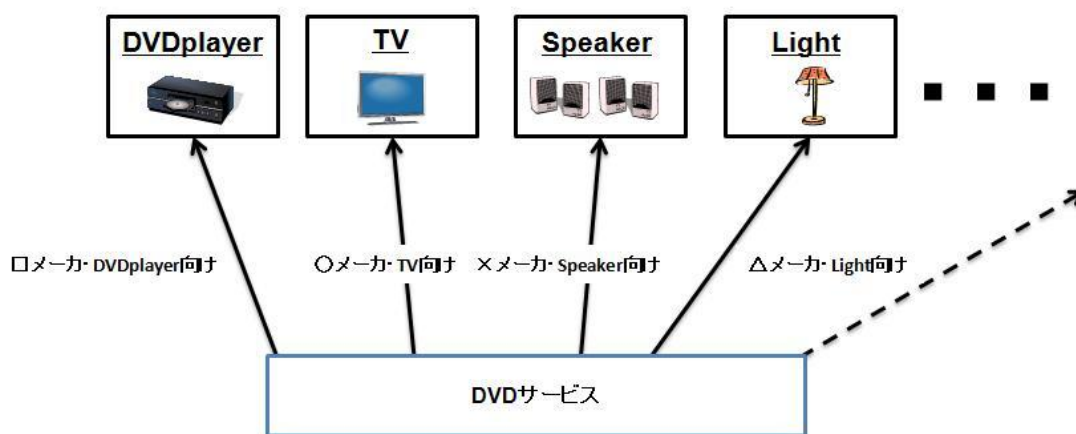 DVDplayer
TV
Speaker
Light
□メーカ・DVDplayer向け
○メーカ・TV向け
×メーカ・Speaker向け
△メーカ・Light向け
DVDサービス